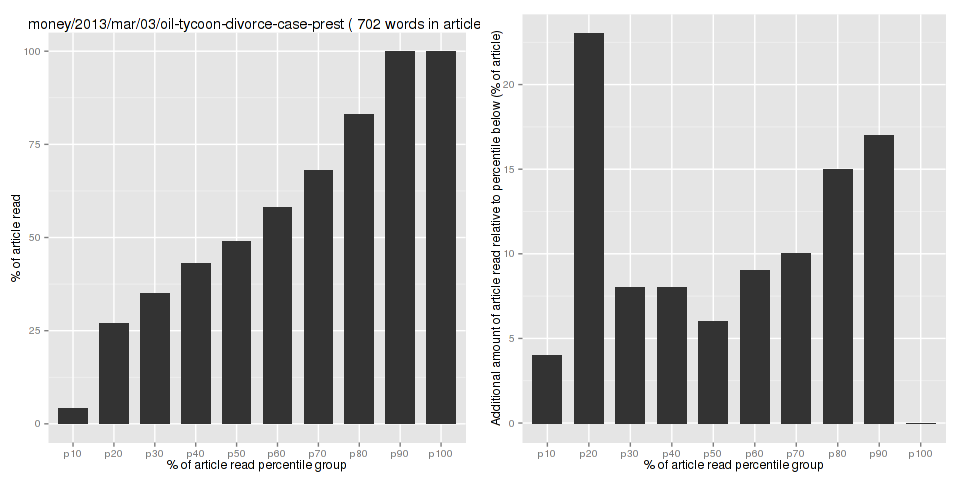 money/2013/mar/03/oil-tycoon-divorce-case-prest ( 702 words in article
% of article read
100
75
50
25
0
p10 p20 p30 p40 p50 p60 p70 p80 p90 p100
% of article read percentile group
Additional amount of article read relative to percentile below (% of article)
20
15
10
5
0
p10 p20 p30 p40 p50 p60 p70 p80 p90 p100
% of article read percentile group